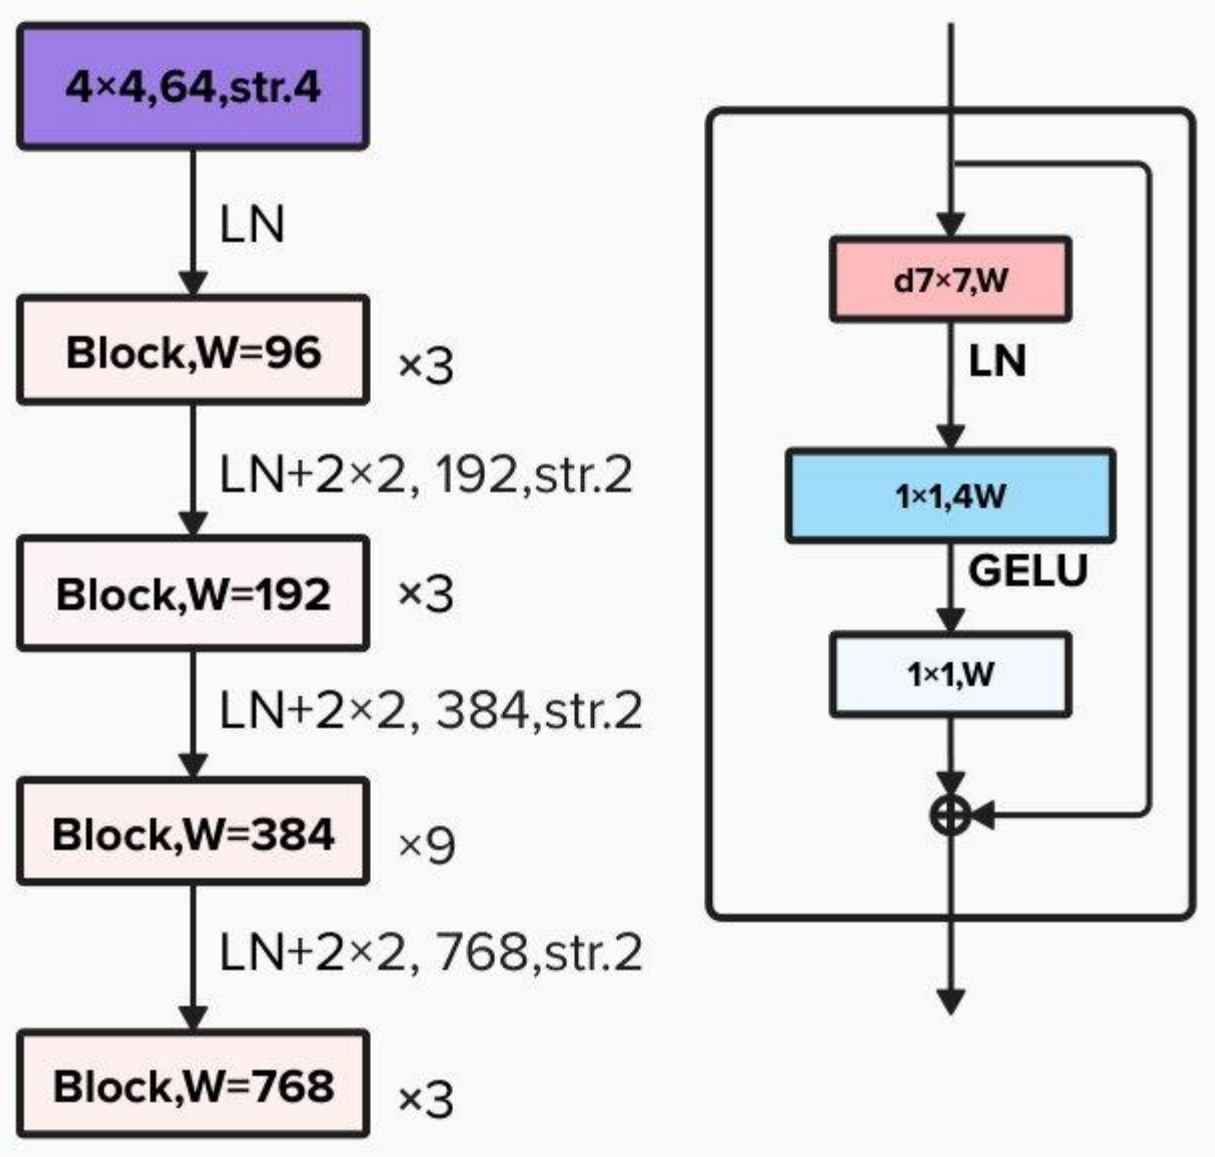 4×4,64,str.4
LN
Block,W=96
×3
LN+2×2, 192,str.2
Block,W=192
×3
LN+2×2, 384,str.2
Block,W=384
×9
LN+2×2, 768,str.2
Block,W=768
×3
d7×7,W
LN
1×1,4W
GELU
1×1,W